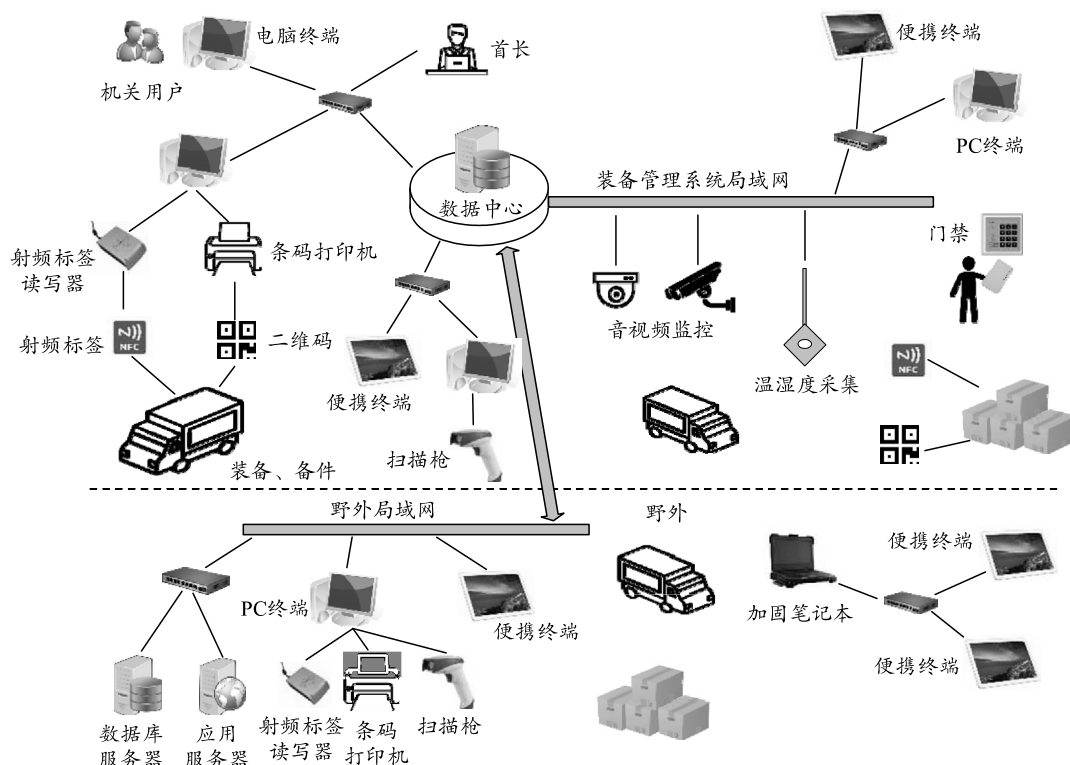 电脑终端
首长
机关用户
便携终端
PC终端
数据中心
装备管理系统局域网
射频标签
读写器
条码打印机
门禁
音视频监控
射频标签
NFC
二维码
便携终端
温湿度采集
NFC
扫描枪
装备、备件
野外局域网
野外
PC终端
便携终端
加固笔记本
便携终端
便携终端
数据库
服务器
应用
服务器
射频标签
读写器
条码
打印机
扫描枪